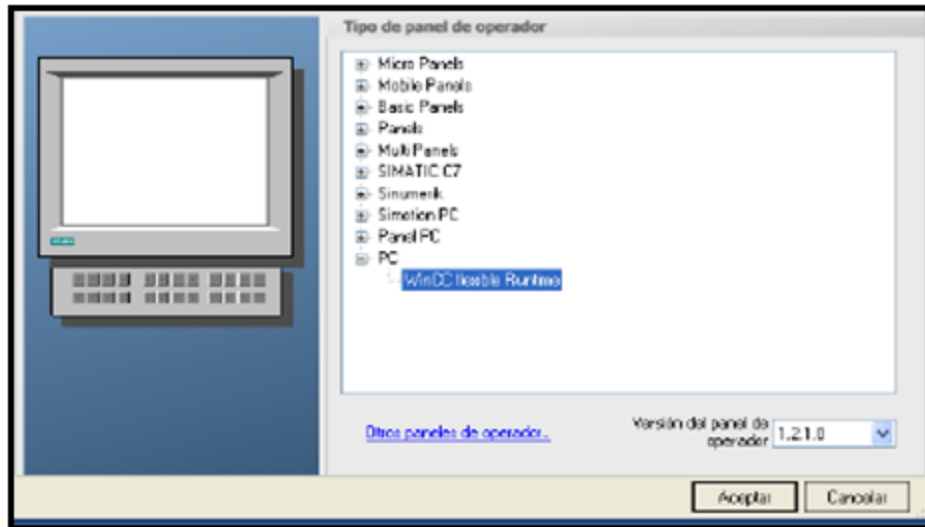 Tipo de panel de operador
Micro Panels
Mobile Panels
Basic Panels
Panels
Multi Panels
SIMATIC C7
Sinumerik
Simotion PC
Panel PC
PC
WinCC flexible Runtime
Otros paneles de operador..
Versión del panel de
operador 1.2.1.0
Aceptar Cancelar